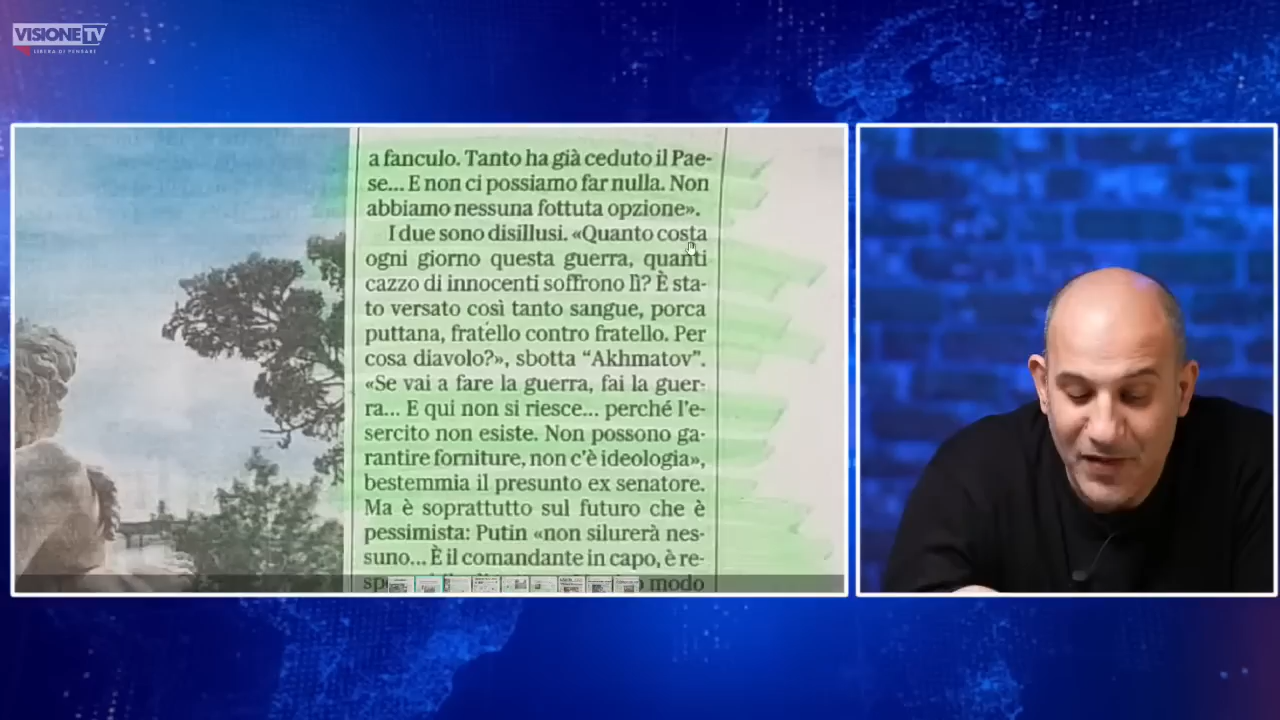 VISIONE TV
LIBERA DI PENSARE
a fanculo. Tanto ha già ceduto il Pae-
se... E non ci possiamo far nulla. Non
abbiamo nessuna fottuta opzione».
I due sono disillusi. «Quanto costa
ogni giorno questa guerra, quanti
cazzo di innocenti soffrono lì? È sta-
to versato così tanto sangue, porca
puttana, fratello contro fratello. Per
cosa diavolo?», sbotta “Akhmatov”.
«Se vai a fare la guerra, fai la guer-
ra... E qui non si riesce... perché l'e-
sercito non esiste. Non possono ga-
rantire forniture, non c'è ideologia»,
bestemmia il presunto ex senatore.
Ma è soprattutto sul futuro che è
pessimista: Putin «non silurerà nes-
suno... È il comandante in capo, è re-
modo